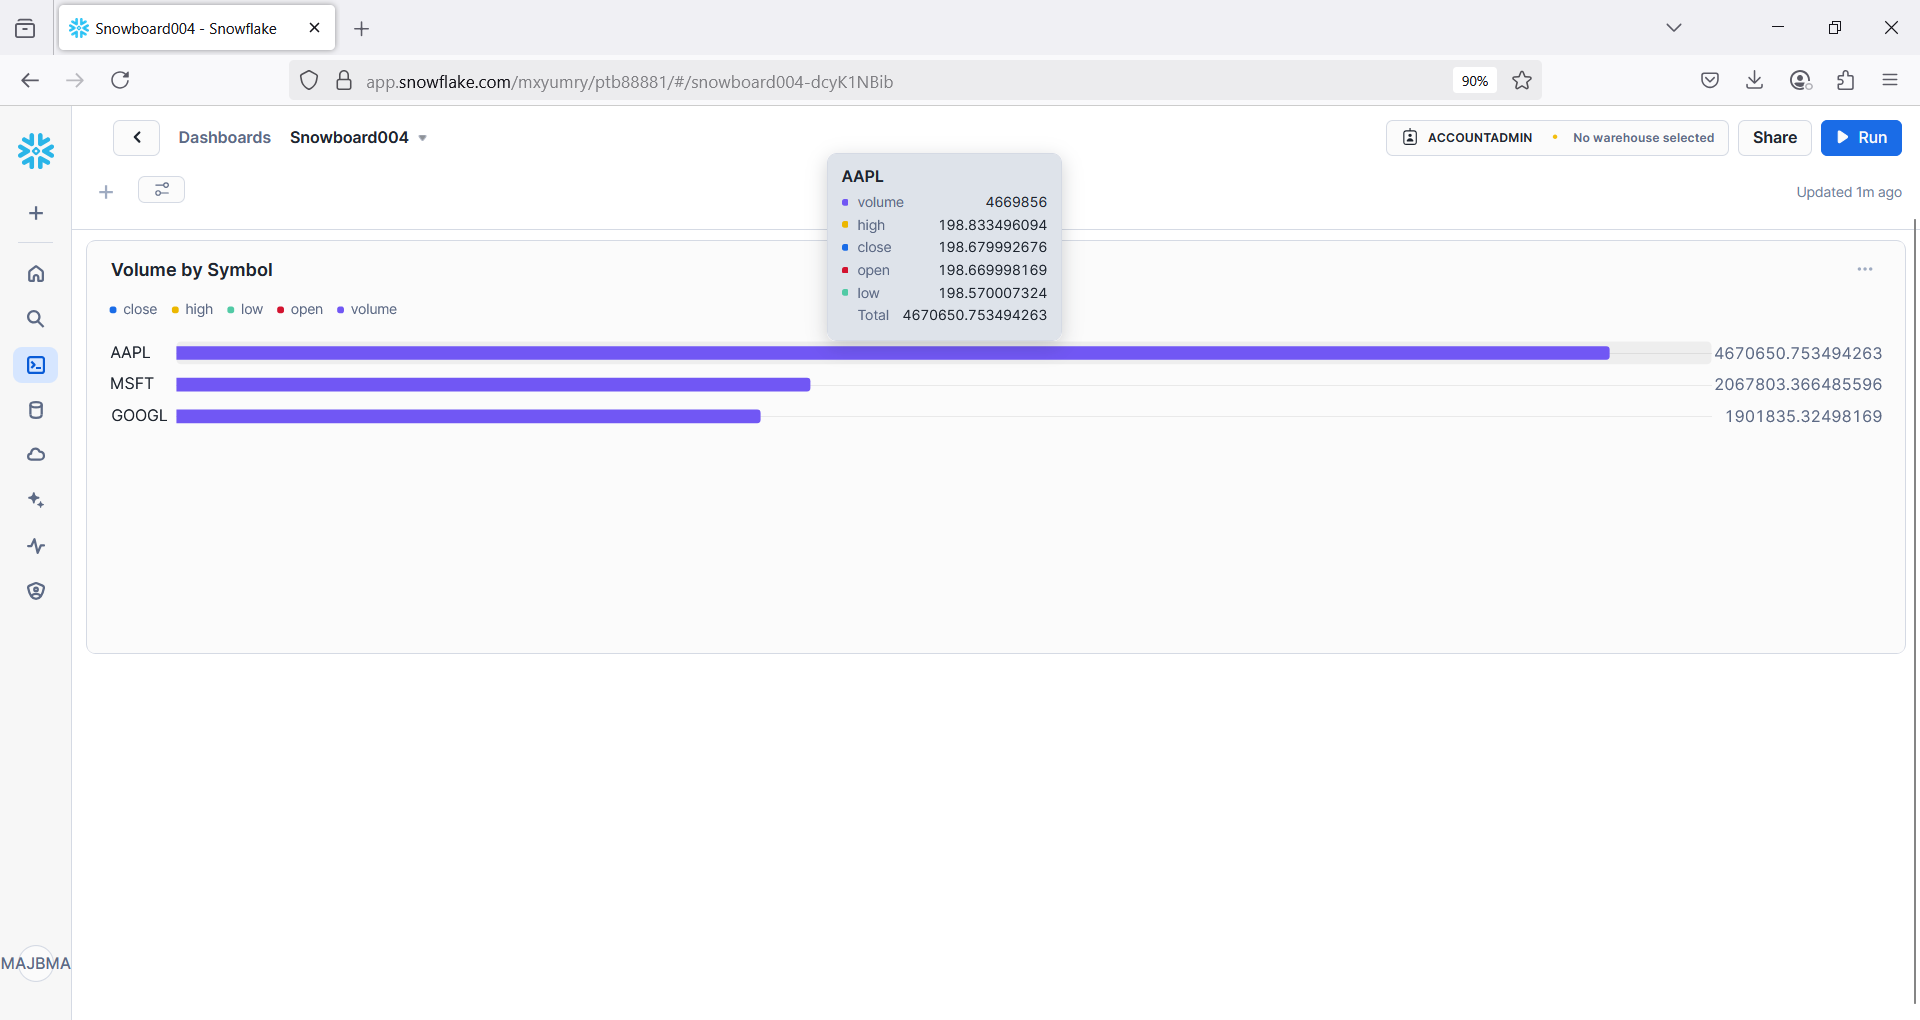 Snowboard004 - Snowflake
app.snowflake.com/mxyumry/ptb88881/#/snowboard004-dcyK1NBib
90%
Dashboards Snowboard004
ACCOUNTADMIN No warehouse selected
Share
Run
Updated 1m ago
AAPL
volume 4669856
high 198.833496094
close 198.679992676
open 198.669998169
low 198.570007324
Total 4670650.753494263
Volume by Symbol
close high low open volume
AAPL 4670650.753494263
MSFT 2067803.366485596
GOOGL 1901835.32498169
MAJBMA